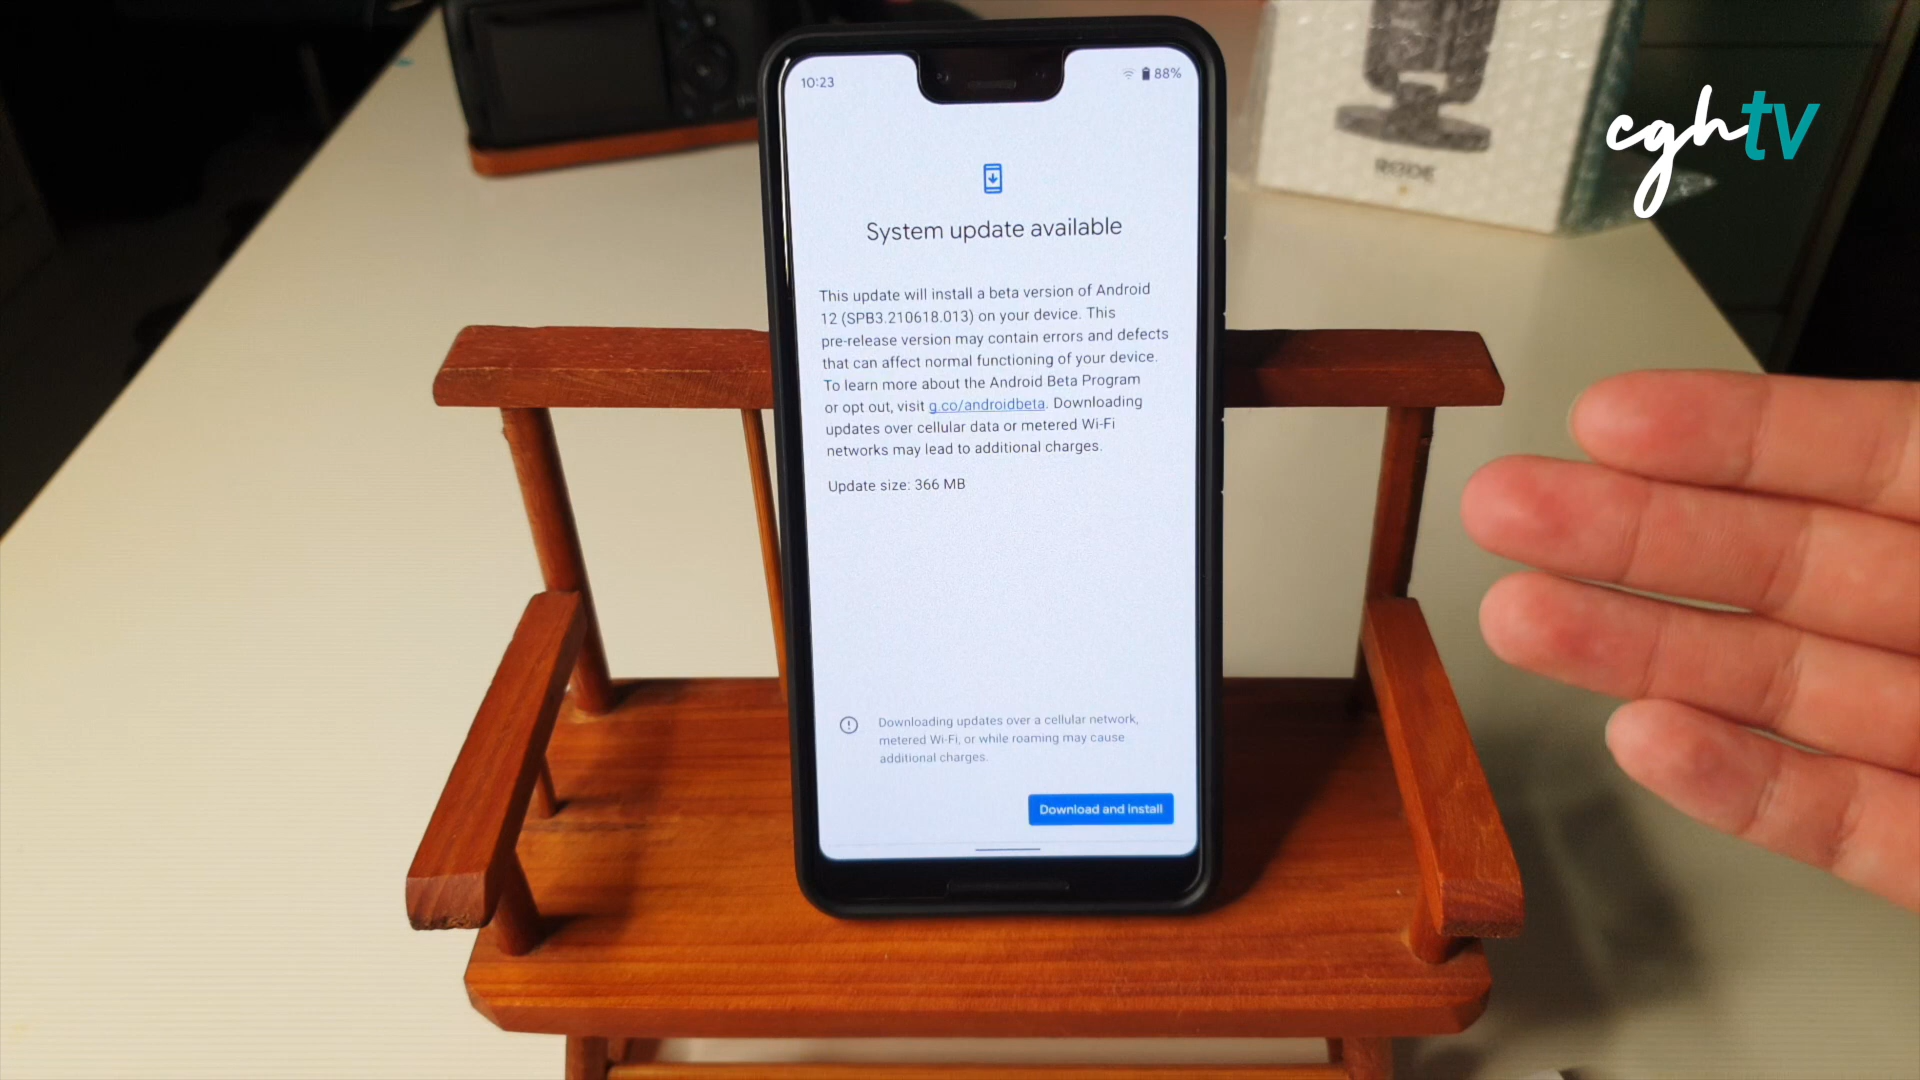 10:23
88%
cghtv
RØDE
System update available
This update will install a beta version of Android
12 (SPB3.210618.013) on your device. This
pre-release version may contain errors and defects
that can affect normal functioning of your device.
To learn more about the Android Beta Program
or opt out, visit g.co/androidbeta. Downloading
updates over cellular data or metered Wi-Fi
networks may lead to additional charges.
Update size: 366 MB
Downloading updates over a cellular network,
metered Wi-Fi, or while roaming may cause
additional charges.
Download and install